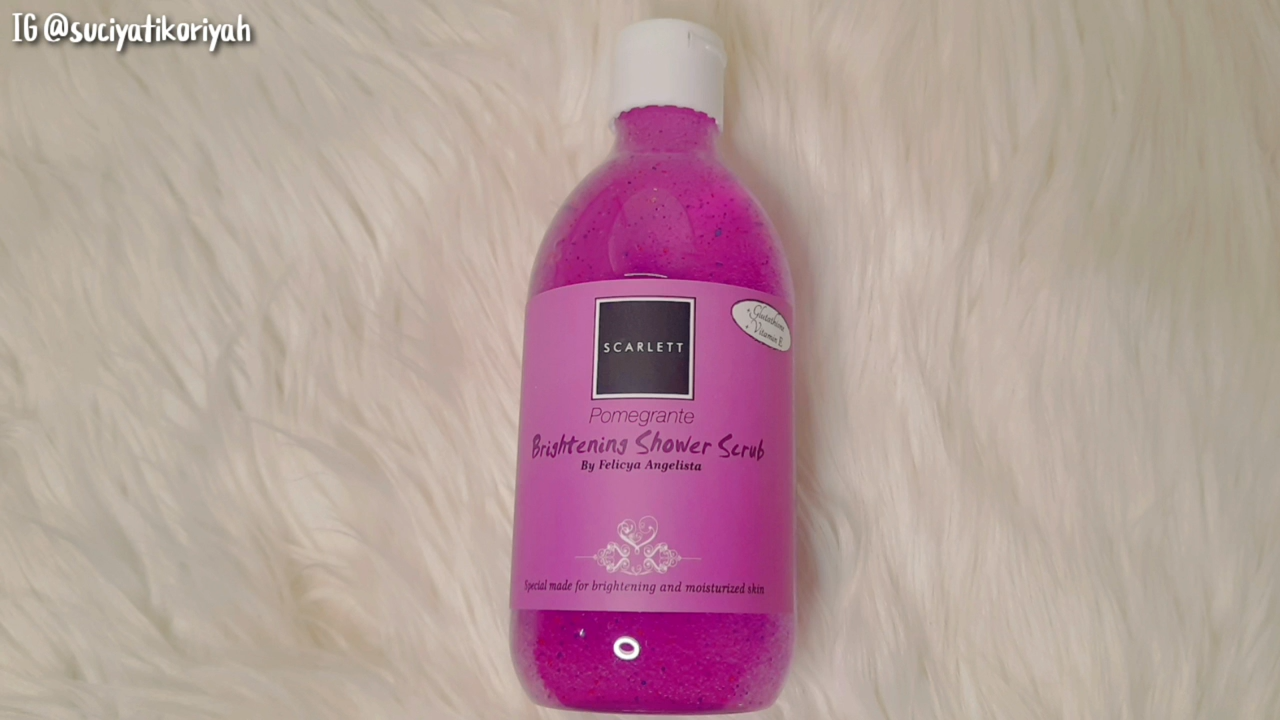 IG @suciyatikoriyah
SCARLETT
Glutathione
Vitamin E
Pomegrante
Brightening Shower Scrub
By Felicya Angelista
Special made for brightening and moisturized skin